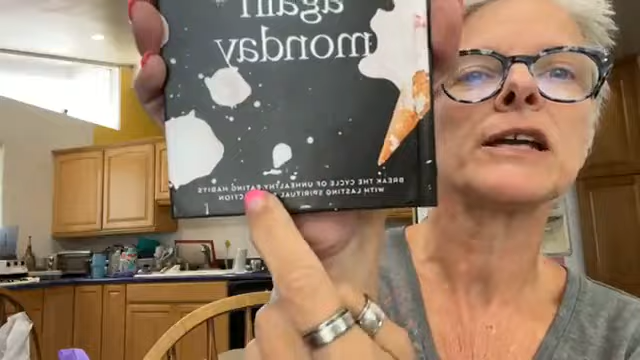 again
monday
BREAK THE CYCLE OF UNHEALTHY EATING HABITS
WITH LASTING SPIRITUAL